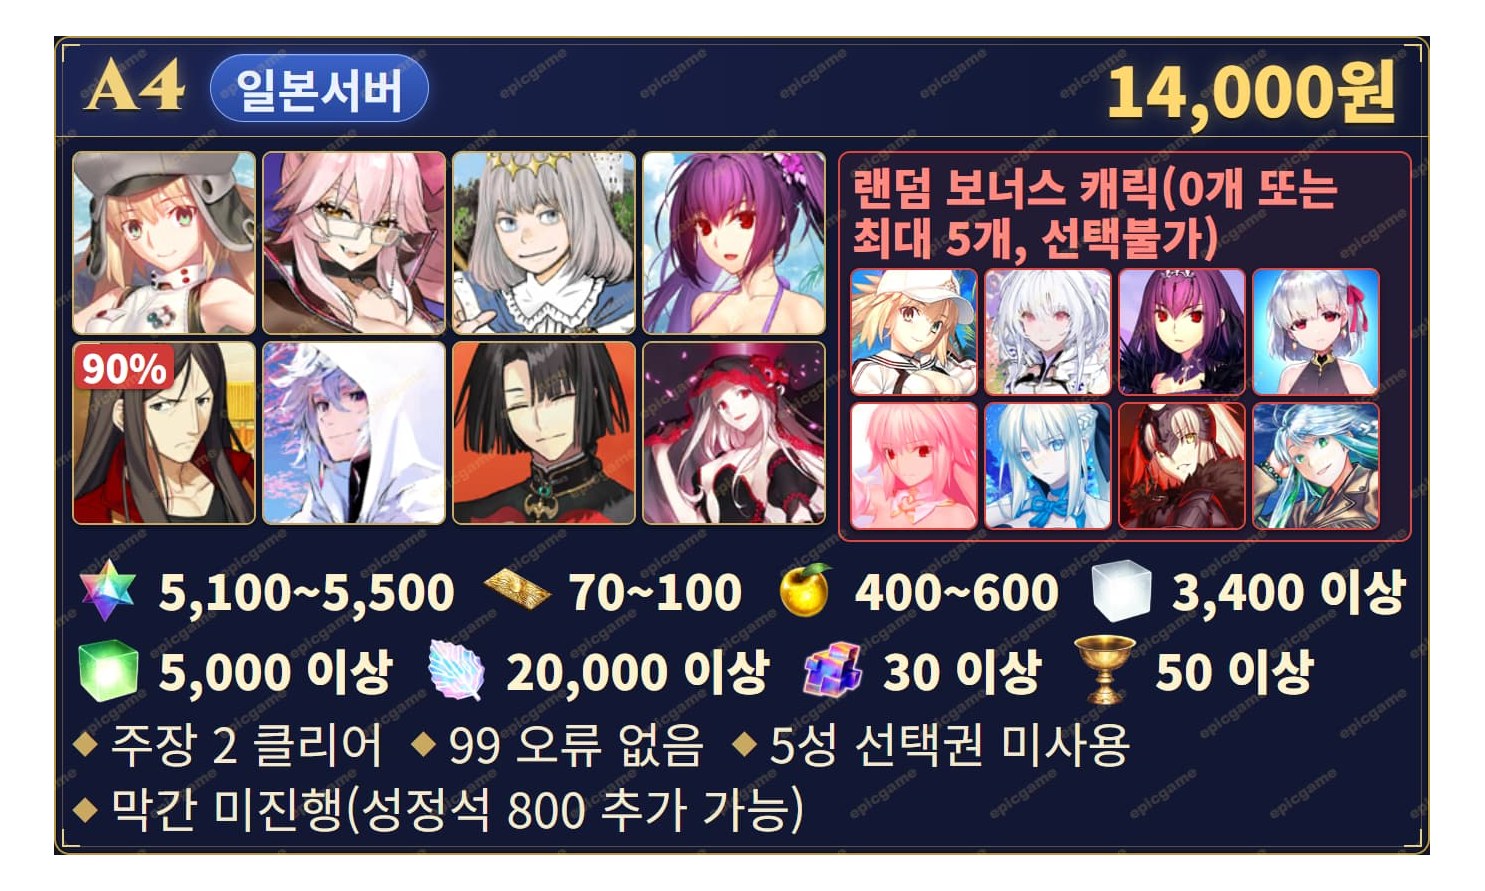 A4 일본서버 14,000원
랜덤 보너스 캐릭(0개 또는
최대 5개, 선택불가)
90%
5,100~5,500 70~100 400~600 3,400 이상
5,000 이상 20,000 이상 30 이상 50 이상
◆ 주장 2 클리어 ◆ 99 오류 없음 ◆ 5성 선택권 미사용
◆ 막간 미진행(성정석 800 추가 가능)
epicgame